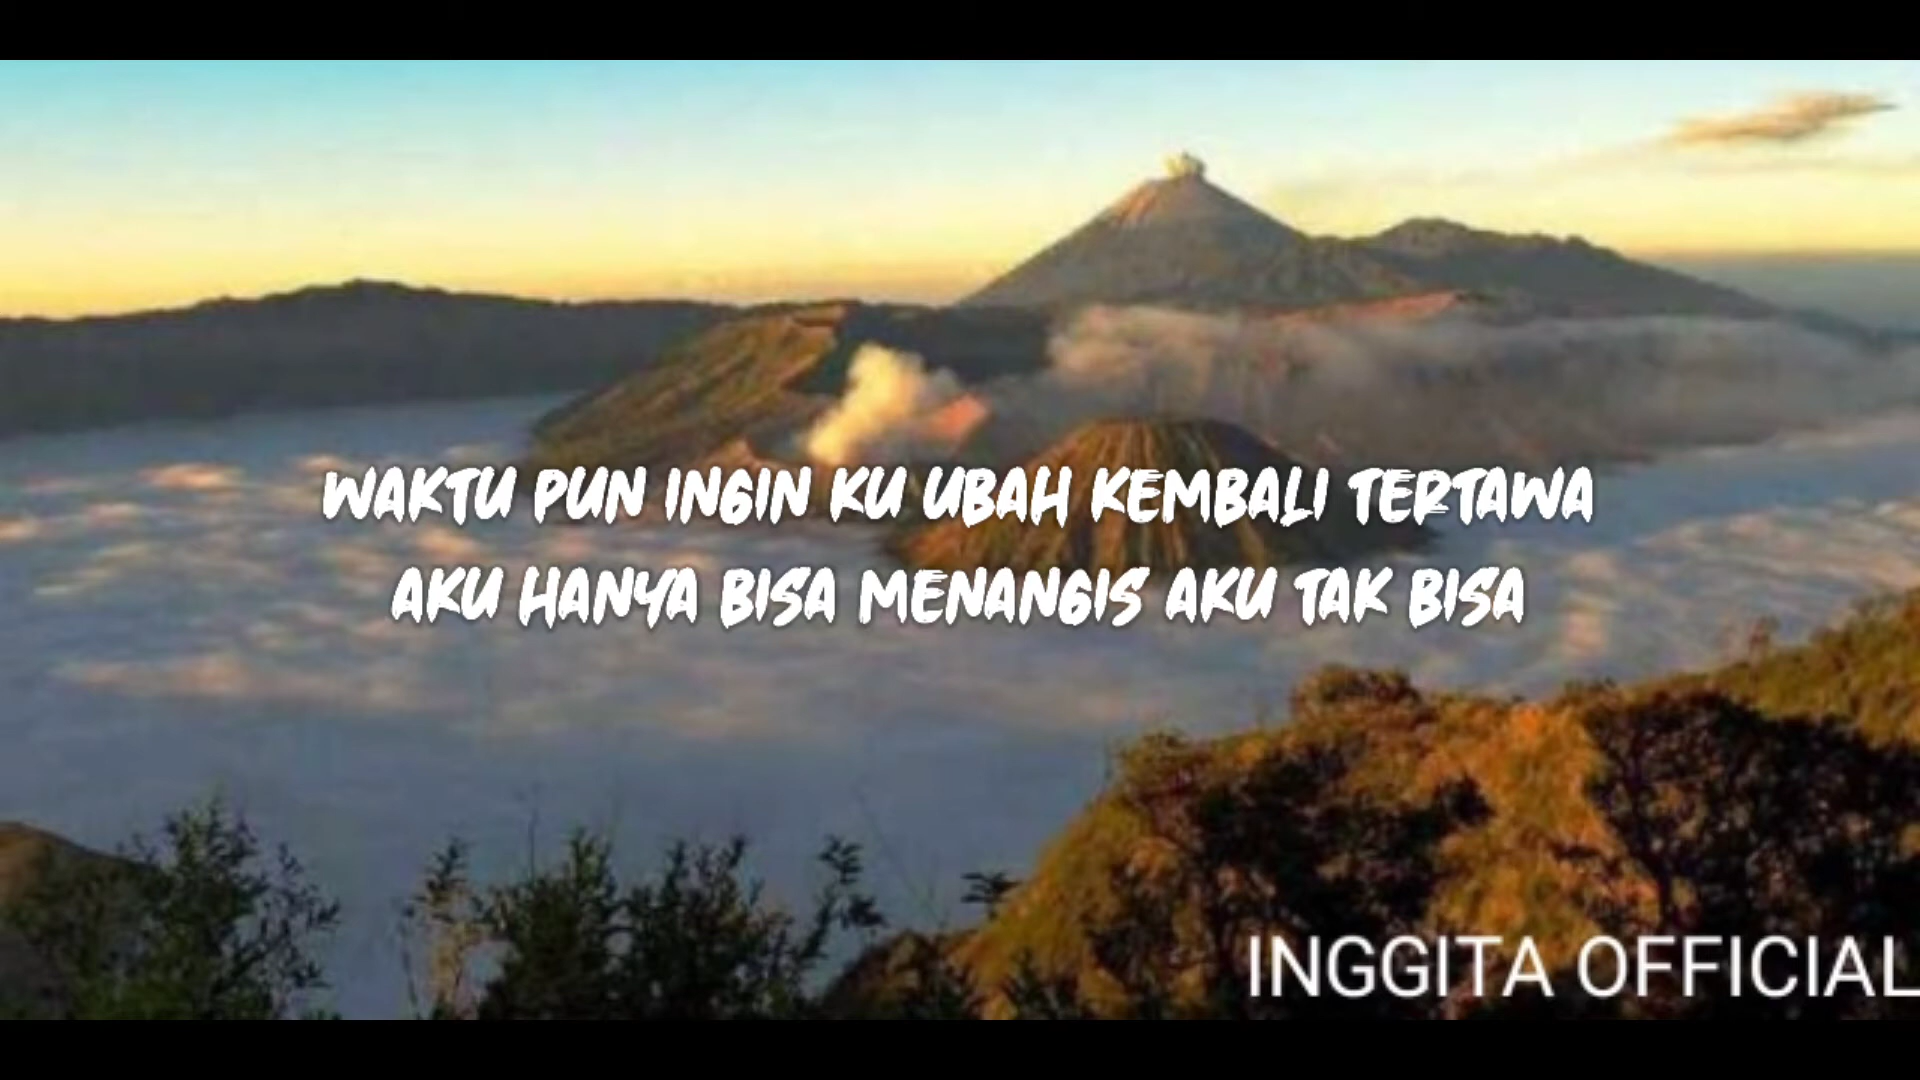 WAKTU PUN INGIN KU UBAH KEMBALI TERTAWA
AKU HANYA BISA MENANGIS AKU TAK BISA
INGGITA OFFICIAL